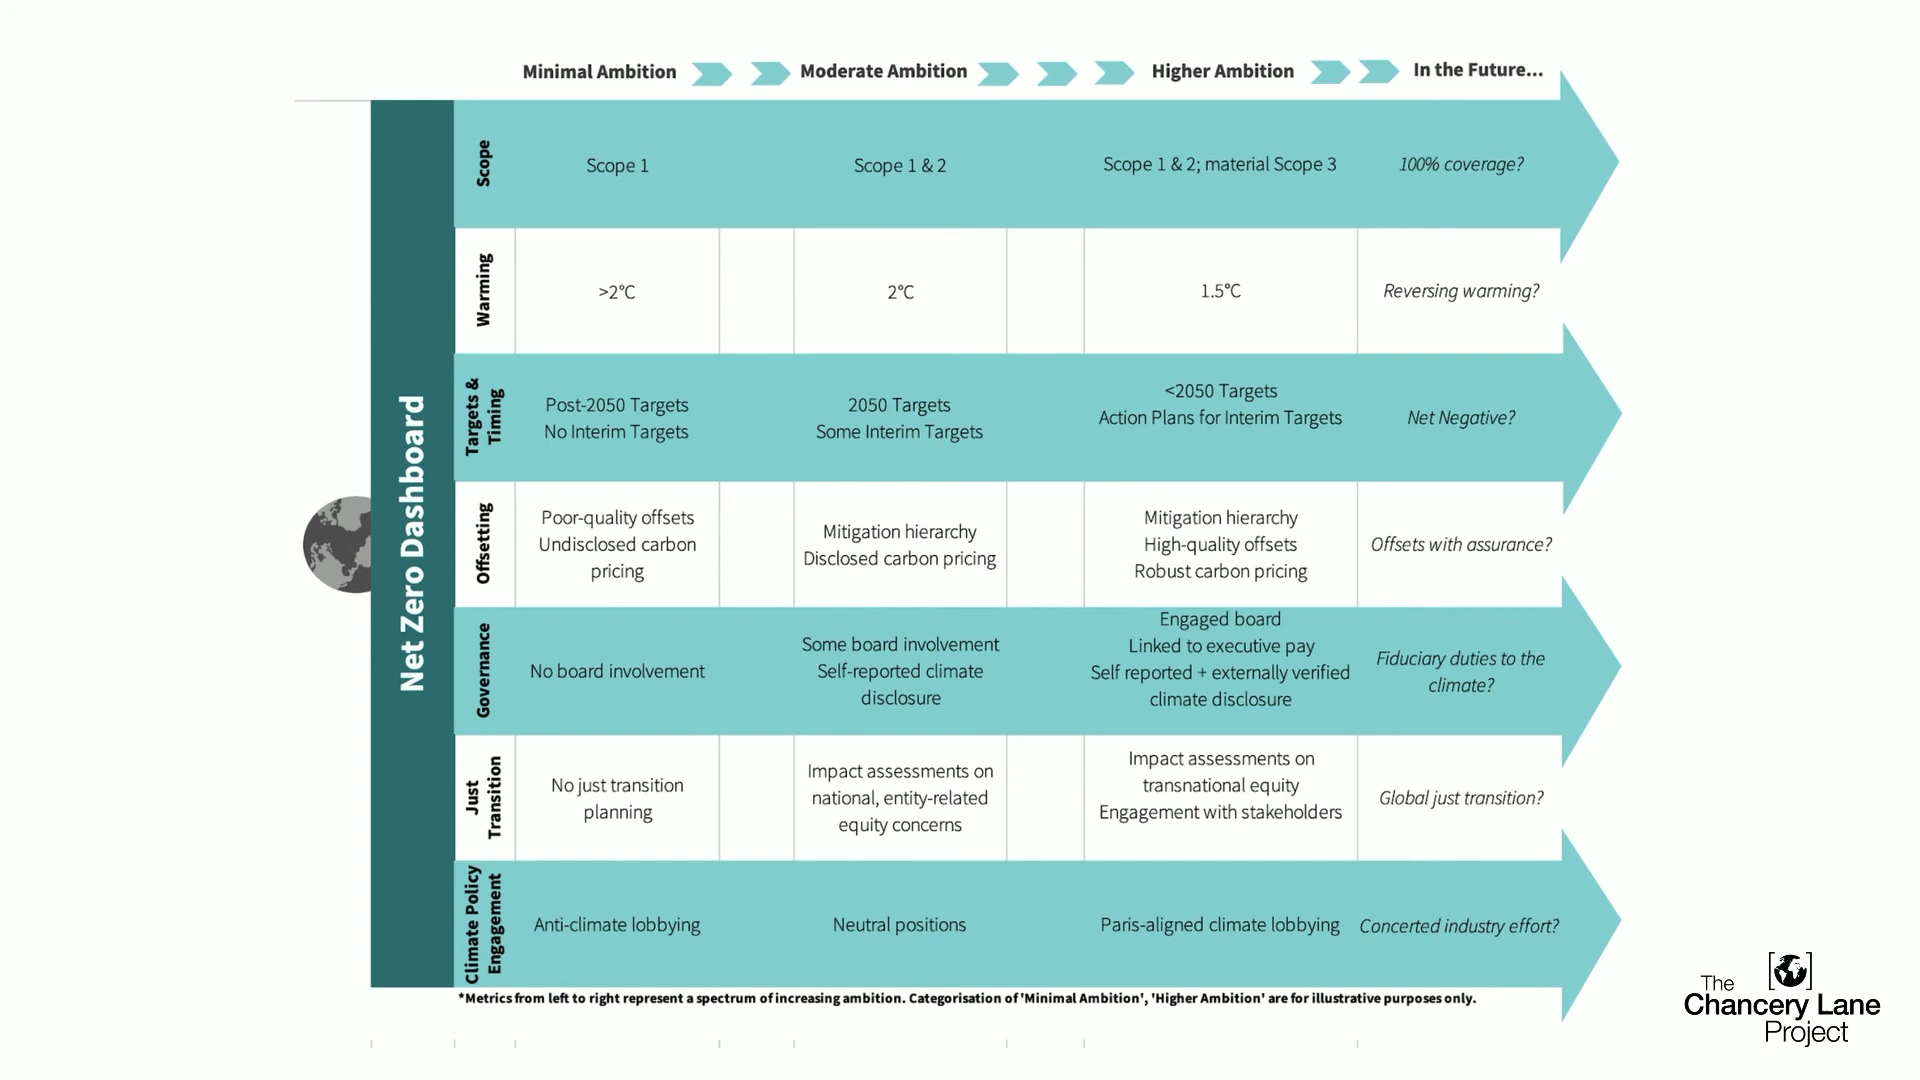 Minimal Ambition Moderate Ambition Higher Ambition In the Future...
Net Zero Dashboard
Scope
Scope 1
Scope 1 & 2
Scope 1 & 2; material Scope 3
100% coverage?
Warming
>2°C
2°C
1.5°C
Reversing warming?
Targets &
Timing
Post-2050 Targets
No Interim Targets
2050 Targets
Some Interim Targets
<2050 Targets
Action Plans for Interim Targets
Net Negative?
Offsetting
Poor-quality offsets
Undisclosed carbon
pricing
Mitigation hierarchy
Disclosed carbon pricing
Mitigation hierarchy
High-quality offsets
Robust carbon pricing
Offsets with assurance?
Governance
No board involvement
Some board involvement
Self-reported climate
disclosure
Engaged board
Linked to executive pay
Self reported + externally verified
climate disclosure
Fiduciary duties to the
climate?
Just
Transition
No just transition
planning
Impact assessments on
national, entity-related
equity concerns
Impact assessments on
transnational equity
Engagement with stakeholders
Global just transition?
Climate Policy
Engagement
Anti-climate lobbying
Neutral positions
Paris-aligned climate lobbying
Concerted industry effort?
*Metrics from left to right represent a spectrum of increasing ambition. Categorisation of 'Minimal Ambition', 'Higher Ambition' are for illustrative purposes only.
The
Chancery Lane
Project